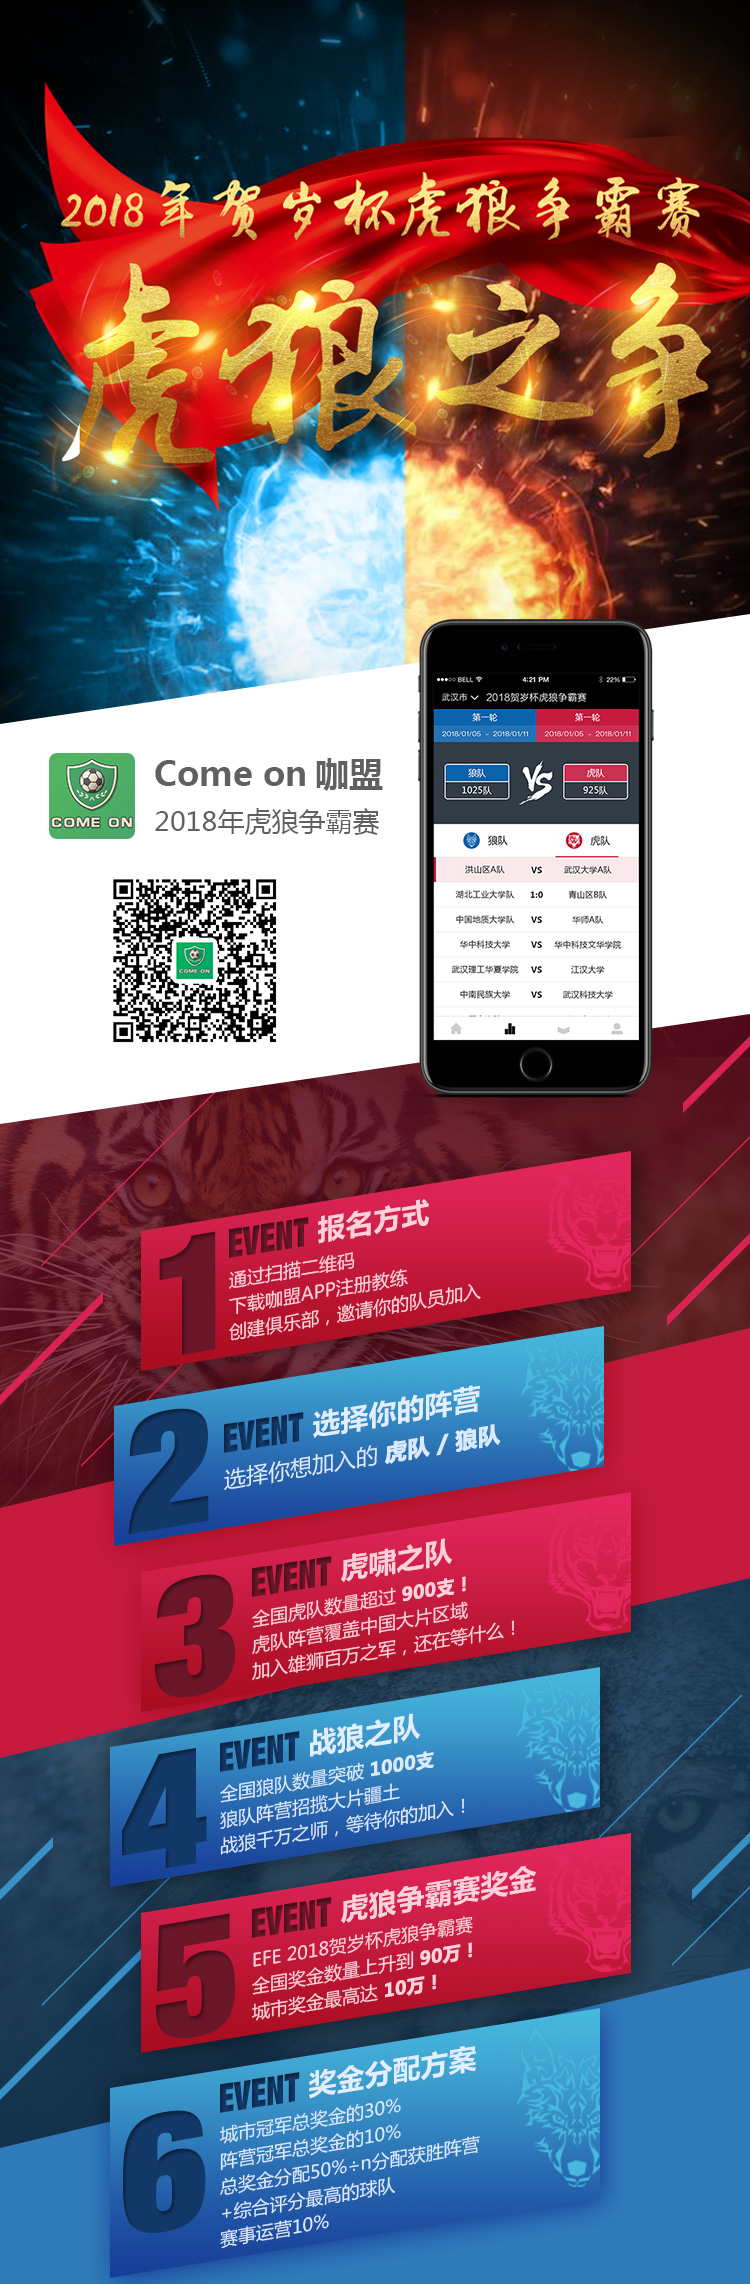 2018年贺岁杯虎狼争霸赛
虎狼之争
BELL 4:21 PM 22%
武汉市 2018贺岁杯虎狼争霸赛
第一轮 第一轮
2018/01/05 - 2018/01/11 2018/01/05 - 2018/01/11
狼队 VS 虎队
1025队 925队
狼队 虎队
洪山区A队 VS 武汉大学A队
湖北工业大学队 1:0 青山区B队
中国地质大学队 VS 华师A队
华中科技大学 VS 华中科技文华学院
武汉理工华夏学院 VS 江汉大学
中南民族大学 VS 武汉科技大学
COME ON
Come on 咖盟
2018年虎狼争霸赛
COME ON
1 EVENT 报名方式
通过扫描二维码
下载咖盟APP注册教练
创建俱乐部，邀请你的队员加入
2 EVENT 选择你的阵营
选择你想加入的 虎队 / 狼队
3 EVENT 虎啸之队
全国虎队数量超过 900支！
虎队阵营覆盖中国大片区域
加入雄狮百万之军，还在等什么！
4 EVENT 战狼之队
全国狼队数量突破 1000支
狼队阵营招揽大片疆土
战狼千万之师，等待你的加入！
5 EVENT 虎狼争霸赛奖金
EFE 2018贺岁杯虎狼争霸赛
全国奖金数量上升到 90万！
城市奖金最高达 10万！
6 EVENT 奖金分配方案
城市冠军总奖金的30%
阵营冠军总奖金的10%
总奖金分配50%÷n分配获胜阵营
+综合评分最高的球队
赛事运营10%